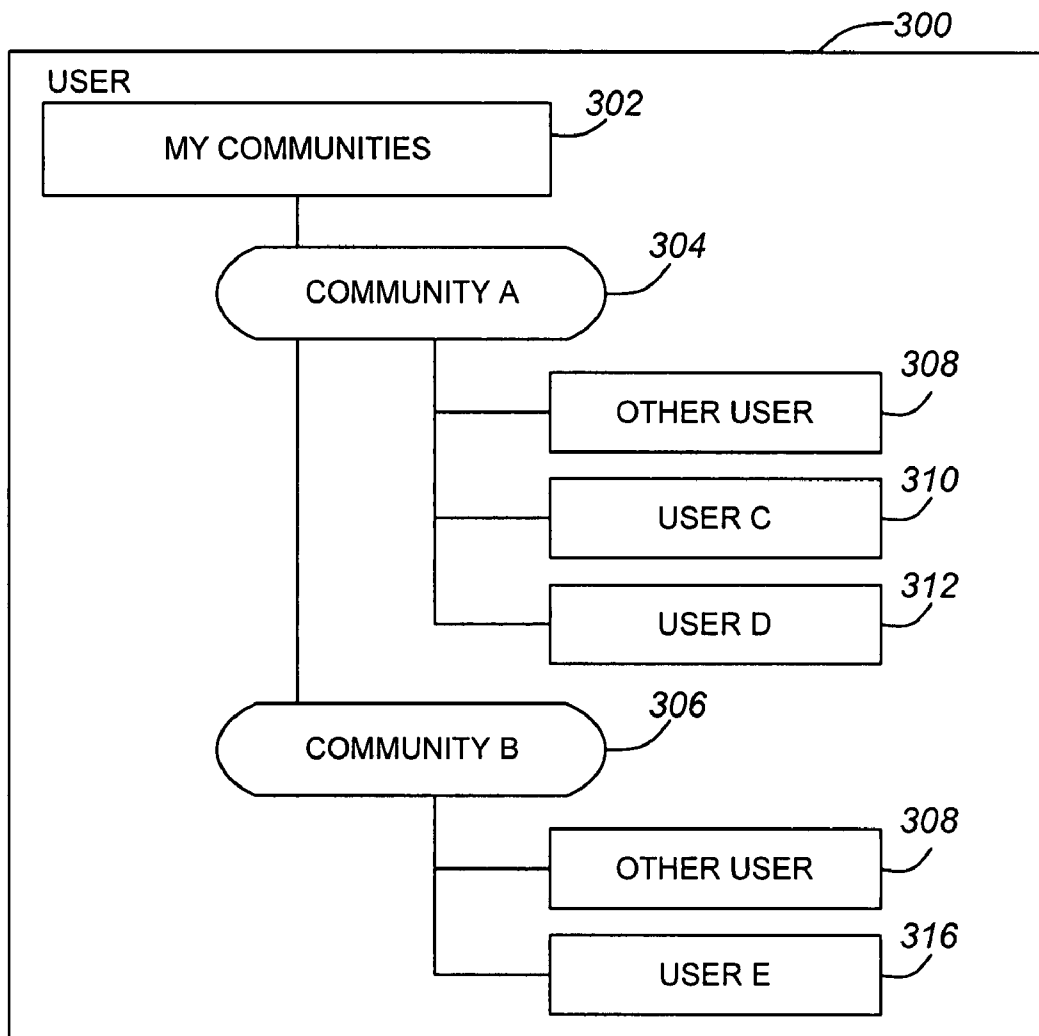 300
USER
302
MY COMMUNITIES
304
COMMUNITY A
308
OTHER USER
310
USER C
312
USER D
306
COMMUNITY B
308
OTHER USER
316
USER E